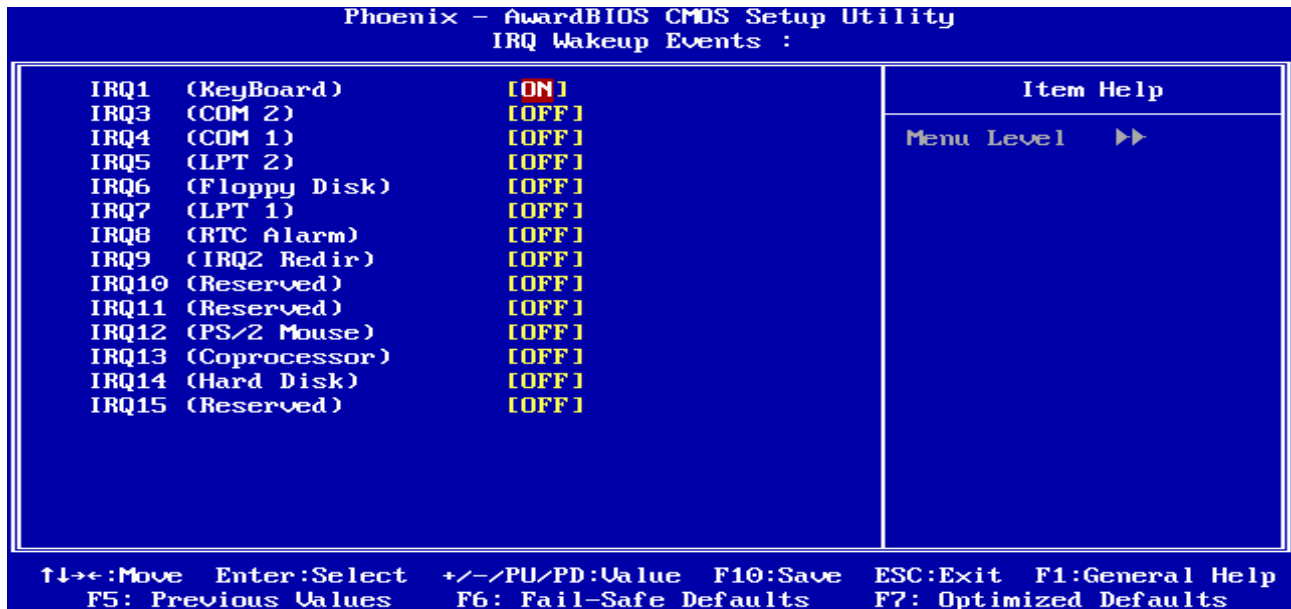 Phoenix - AwardBIOS CMOS Setup Utility
IRQ Wakeup Events :
IRQ1 (KeyBoard) [ON]
IRQ3 (COM 2) [OFF]
IRQ4 (COM 1) [OFF]
IRQ5 (LPT 2) [OFF]
IRQ6 (Floppy Disk) [OFF]
IRQ7 (LPT 1) [OFF]
IRQ8 (RTC Alarm) [OFF]
IRQ9 (IRQ2 Redir) [OFF]
IRQ10 (Reserved) [OFF]
IRQ11 (Reserved) [OFF]
IRQ12 (PS/2 Mouse) [OFF]
IRQ13 (Coprocessor) [OFF]
IRQ14 (Hard Disk) [OFF]
IRQ15 (Reserved) [OFF]
Item Help
Menu Level ►►
↑↓→←:Move Enter:Select +/-/PU/PD:Value F10:Save ESC:Exit F1:General Help
F5: Previous Values F6: Fail-Safe Defaults F7: Optimized Defaults